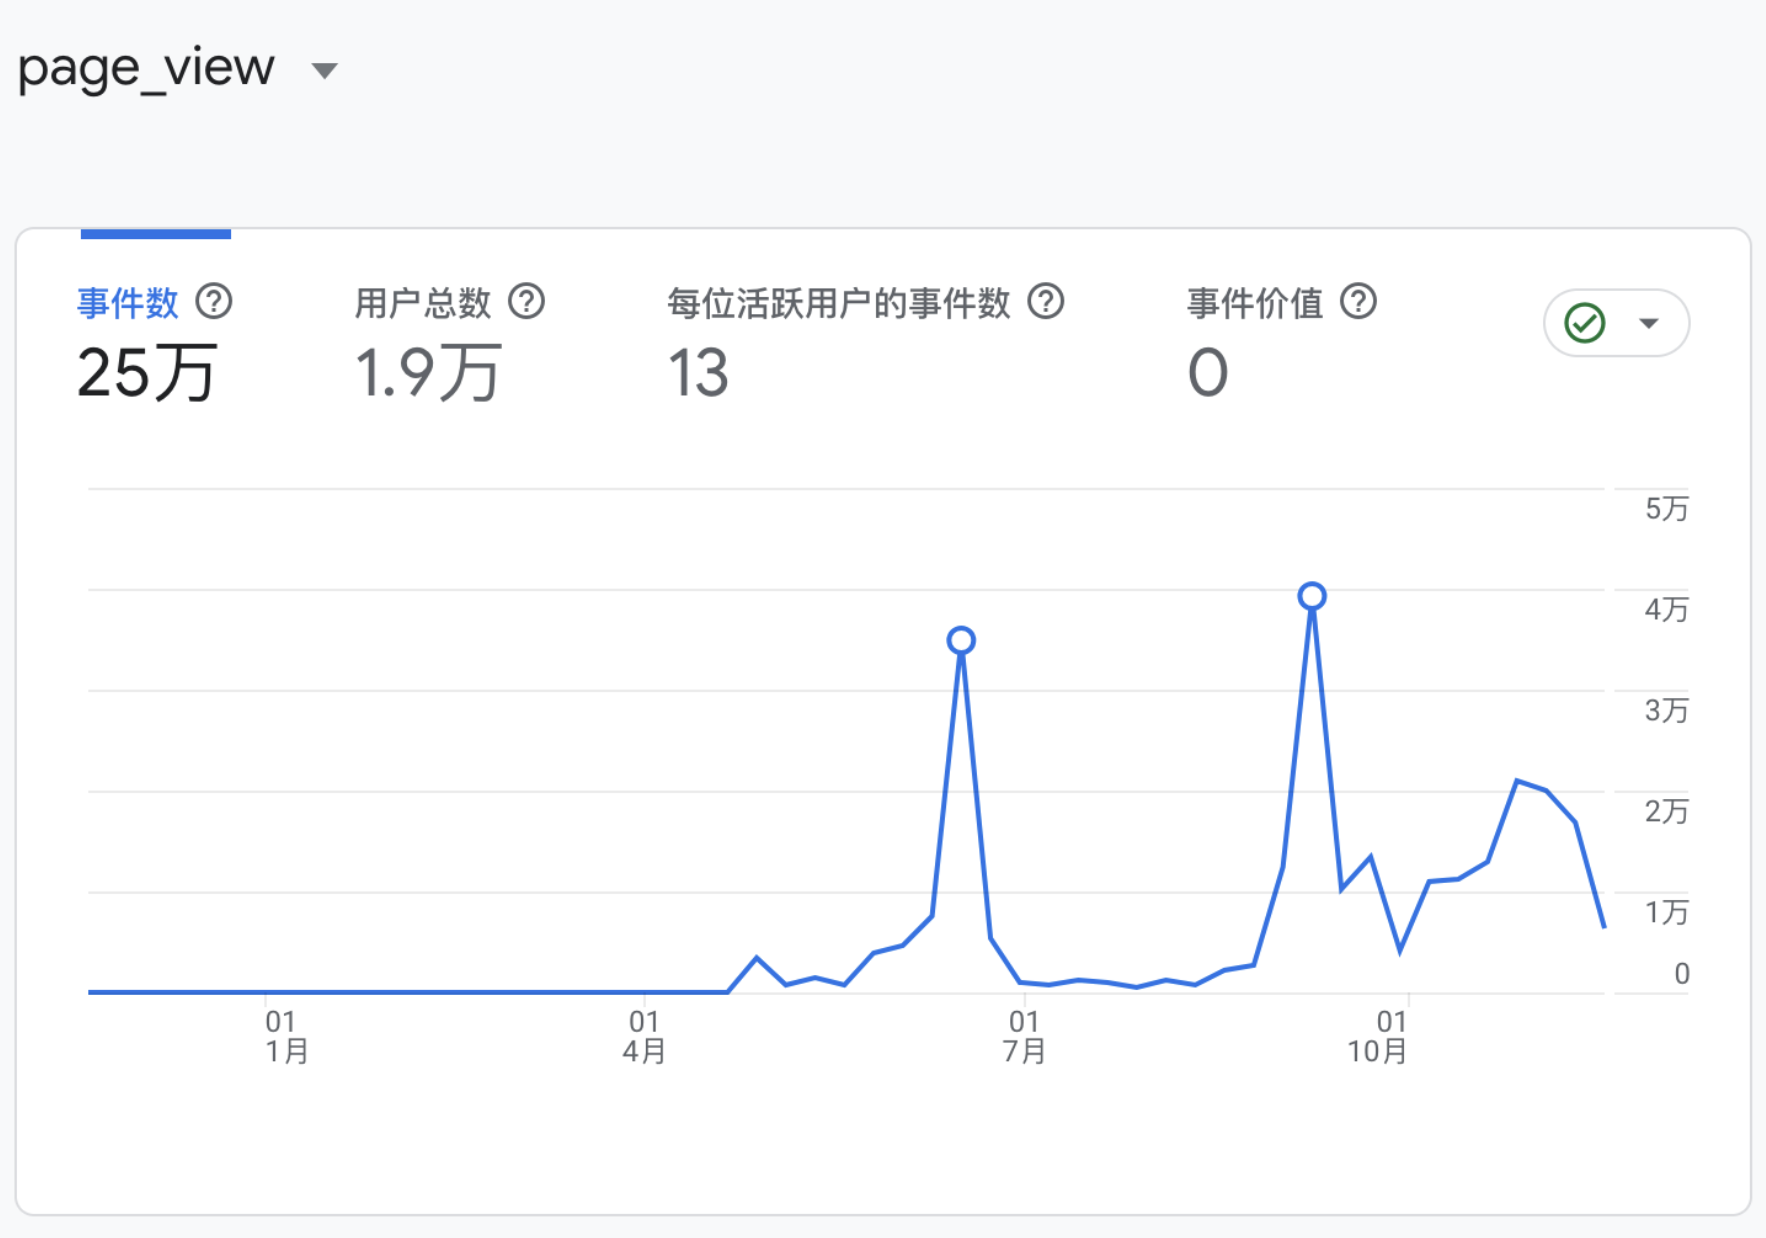 page_view
事件数 用户总数 每位活跃用户的事件数 事件价值
25万 1.9万 13 0
5万
4万
3万
2万
1万
0
01 01 01 01
1月 4月 7月 10月